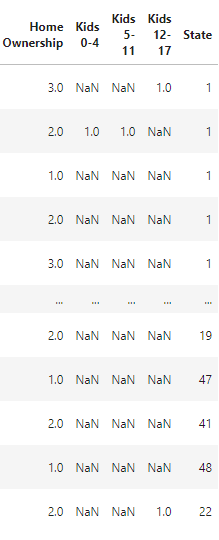 Home Ownership Kids 0-4 Kids 5-11 Kids 12-17 State
3.0 NaN NaN 1.0 1
2.0 1.0 1.0 NaN 1
1.0 NaN NaN NaN 1
2.0 NaN NaN NaN 1
3.0 NaN NaN NaN 1
... ... ... ... ...
2.0 NaN NaN NaN 19
1.0 NaN NaN NaN 47
2.0 NaN NaN NaN 41
1.0 NaN NaN NaN 48
2.0 NaN NaN 1.0 22